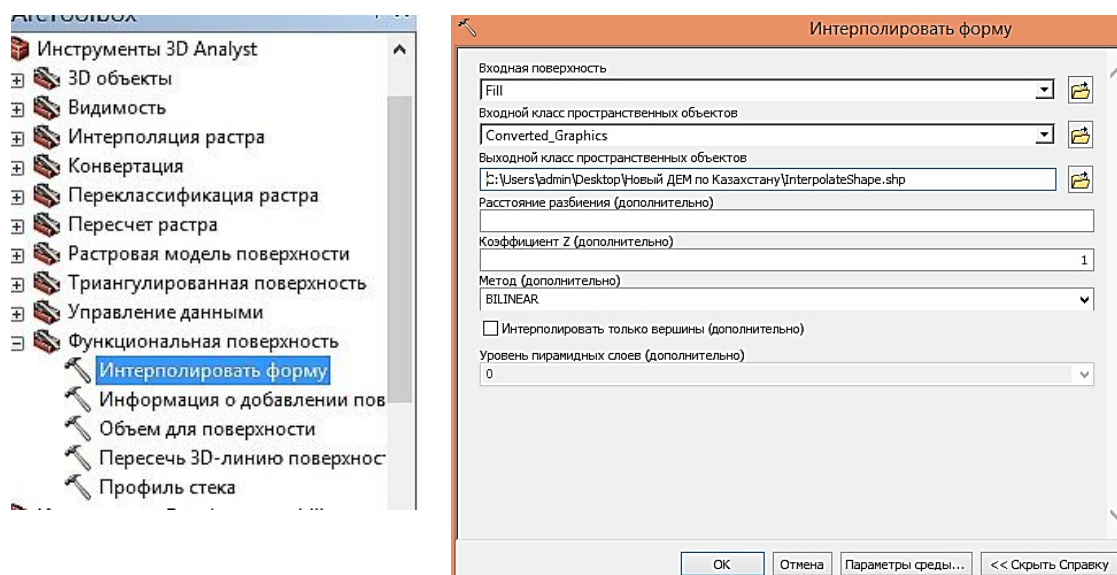 ArcToolbox
Инструменты 3D Analyst
3D объекты
Видимость
Интерполяция растра
Конвертация
Переклассификация растра
Пересчет растра
Растровая модель поверхности
Триангулированная поверхность
Управление данными
Функциональная поверхность
Интерполировать форму
Информация о добавлении пов
Объем для поверхности
Пересечь 3D-линию поверхнос
Профиль стека
Интерполировать форму
Входная поверхность
Fill
Входной класс пространственных объектов
Converted_Graphics
Выходной класс пространственных объектов
C:\Users\admin\Desktop\Новый ДЕМ по Казахстану\InterpolateShape.shp
Расстояние разбиения (дополнительно)
Коэффициент Z (дополнительно)
1
Метод (дополнительно)
BILINEAR
Интерполировать только вершины (дополнительно)
Уровень пирамидных слоев (дополнительно)
0
OK
Отмена
Параметры среды...
<< Скрыть Справку